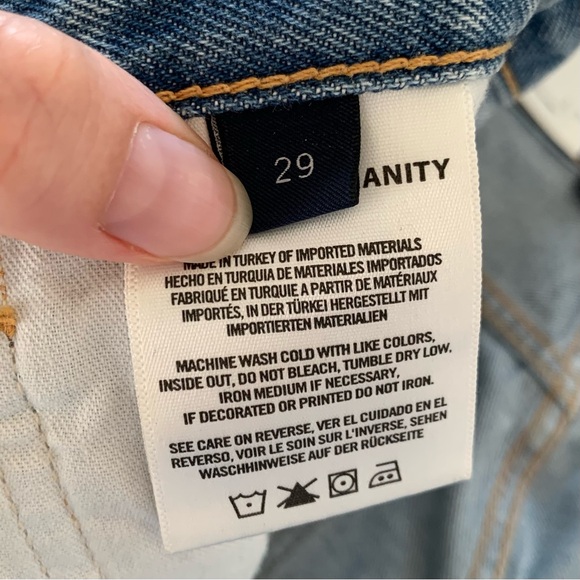 29
ANITY
MADE IN TURKEY OF IMPORTED MATERIALS
HECHO EN TURQUIA DE MATERIALES IMPORTADOS
FABRIQUÉ EN TURQUIE A PARTIR DE MATÉRIAUX
IMPORTÉS, IN DER TÜRKEI HERGESTELLT MIT
IMPORTIERTEN MATERIALIEN
MACHINE WASH COLD WITH LIKE COLORS,
INSIDE OUT, DO NOT BLEACH, TUMBLE DRY LOW,
IRON MEDIUM IF NECESSARY,
IF DECORATED OR PRINTED DO NOT IRON.
SEE CARE ON REVERSE, VER EL CUIDADO EN EL
REVERSO, VOIR LE SOIN SUR L'INVERSE, SEHEN
WASCHHINWEISE AUF DER RÜCKSEITE